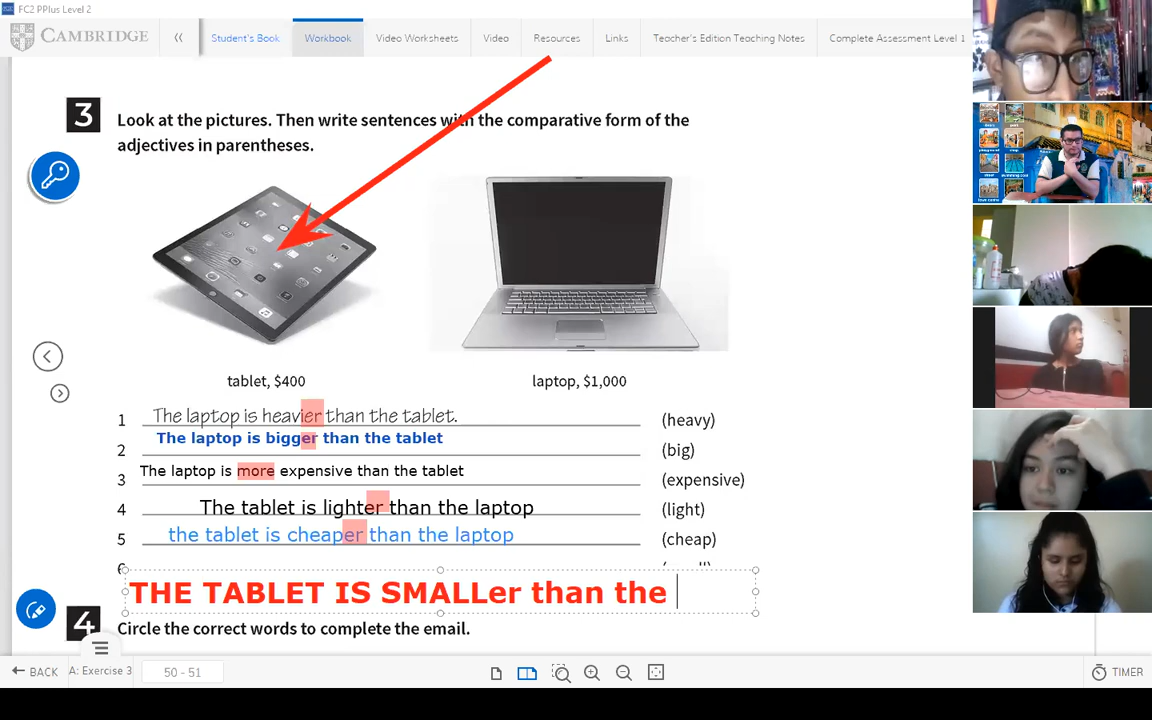 FC2 PPlus Level 2
CAMBRIDGE
Student's Book
Workbook
Video Worksheets
Video
Resources
Links
Teacher's Edition Teaching Notes
Complete Assessment Level 1
3 Look at the pictures. Then write sentences with the comparative form of the
adjectives in parentheses.
tablet, $400
laptop, $1,000
1 The laptop is heavier than the tablet. (heavy)
2 The laptop is bigger than the tablet (big)
3 The laptop is more expensive than the tablet (expensive)
4 The tablet is lighter than the laptop (light)
5 the tablet is cheaper than the laptop (cheap)
THE TABLET IS SMALLer than the
4 Circle the correct words to complete the email.
BACK
A: Exercise 3
50 - 51
TIMER